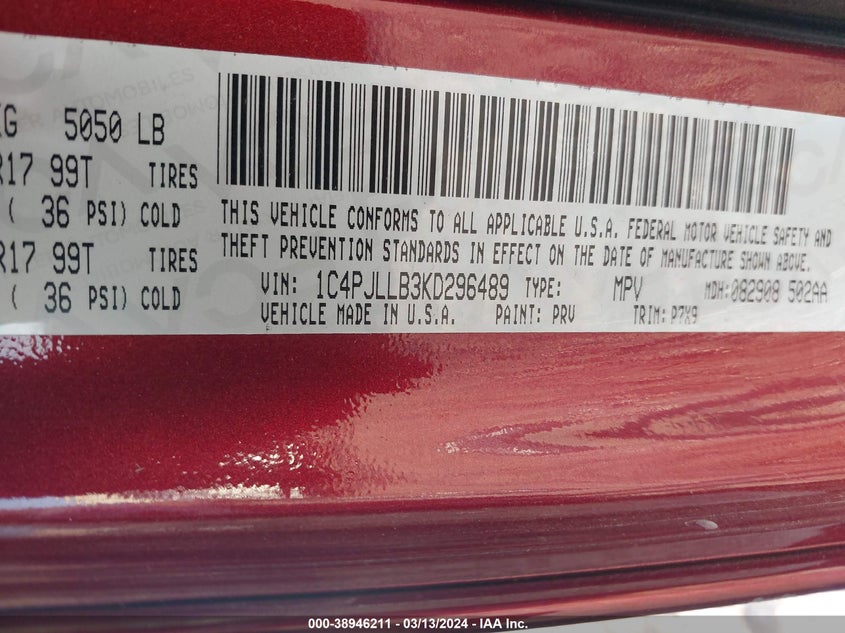 KG 5050 LB
R17 99T TIRES
( 36 PSI) COLD
R17 99T TIRES
( 36 PSI) COLD
THIS VEHICLE CONFORMS TO ALL APPLICABLE U.S.A. FEDERAL MOTOR VEHICLE SAFETY AND
THEFT PREVENTION STANDARDS IN EFFECT ON THE DATE OF MANUFACTURE SHOWN ABOVE.
VIN: 1C4PJLLB3KD296489 TYPE: MPV MDH:082908 502AA
VEHICLE MADE IN U.S.A. PAINT: PRV TRIM: P7X9
000-38946211 - 03/13/2024 - IAA Inc.